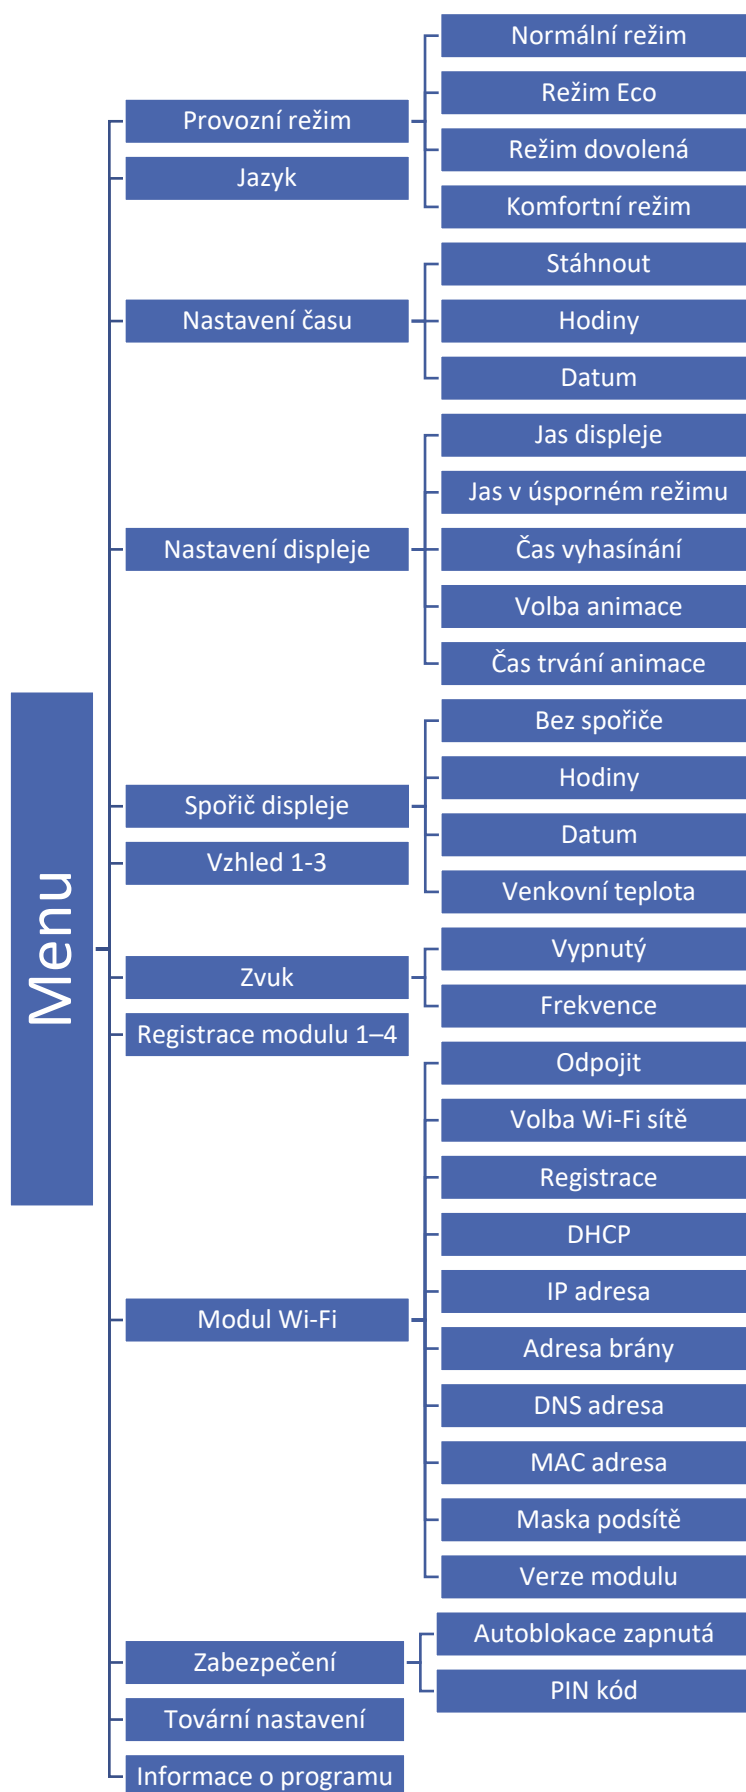 Menu
Provozní režim
Normální režim
Režim Eco
Režim dovolená
Komfortní režim
Jazyk
Nastavení času
Stáhnout
Hodiny
Datum
Nastavení displeje
Jas displeje
Jas v úsporném režimu
Čas vyhasínání
Volba animace
Čas trvání animace
Spořič displeje
Bez spořiče
Hodiny
Datum
Venkovní teplota
Vzhled 1-3
Zvuk
Vypnutý
Frekvence
Registrace modulu 1–4
Modul Wi-Fi
Odpojit
Volba Wi-Fi sítě
Registrace
DHCP
IP adresa
Adresa brány
DNS adresa
MAC adresa
Maska podsítě
Verze modulu
Zabezpečení
Autoblokace zapnutá
PIN kód
Tovární nastavení
Informace o programu